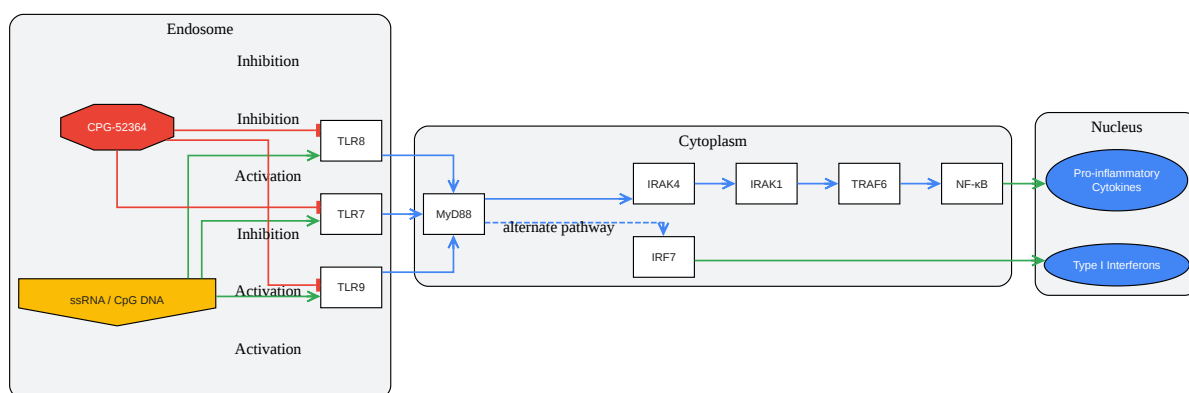 Endosome
Inhibition
CPG-52364
Inhibition
TLR8
Activation
TLR7
Inhibition
ssRNA / CpG DNA
Activation
TLR9
Activation
Cytoplasm
MyD88
IRAK4
IRAK1
TRAF6
NF-κB
alternate pathway
IRF7
Nucleus
Pro-inflammatory
Cytokines
Type I Interferons